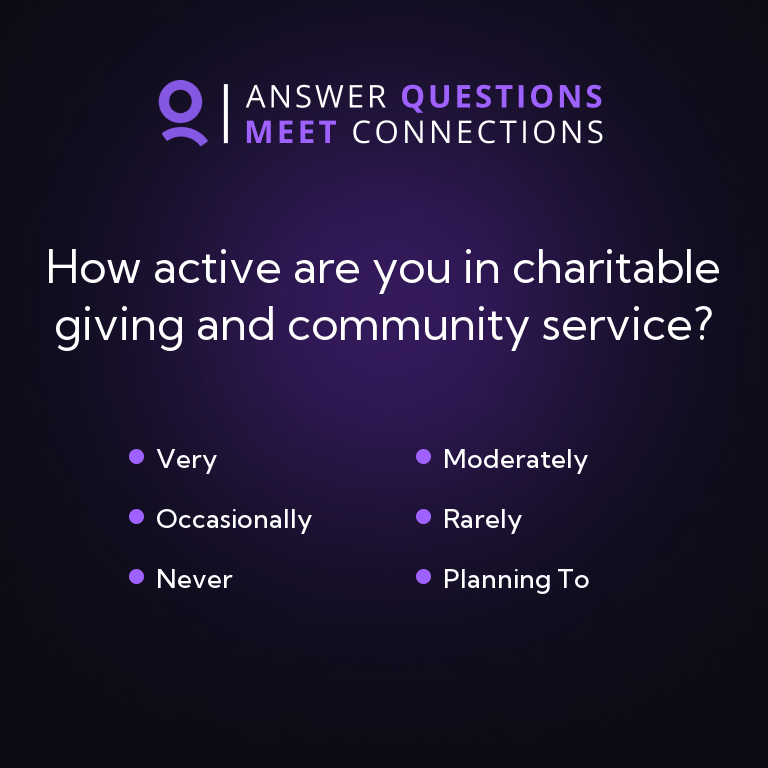 ANSWER QUESTIONS
MEET CONNECTIONS
How active are you in charitable
giving and community service?
Very
Moderately
Occasionally
Rarely
Never
Planning To